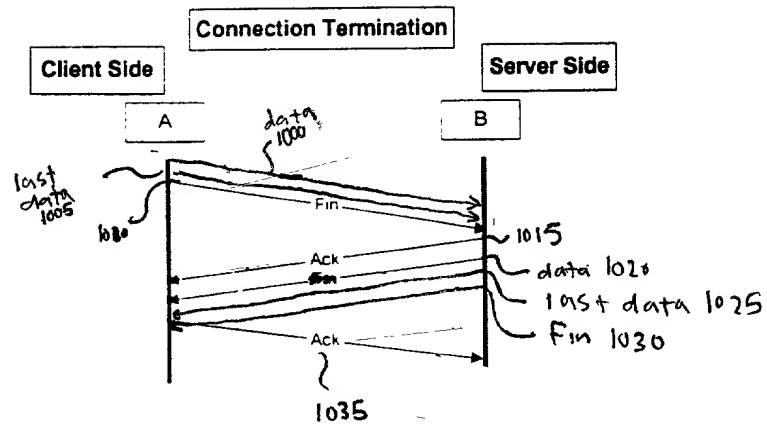 Connection Termination
Client Side
Server Side
A
B
data
1000
last
data
1005
Fin
1015
Ack
data 1020
last data 1025
Fin 1030
Ack
1035